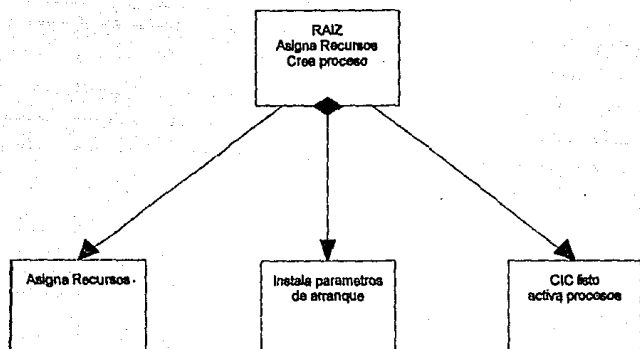 RAIZ
Asigna Recursos
Crea proceso
Asigna Recursos
Instala parametros
de arranque
CIC listo
activa procesos